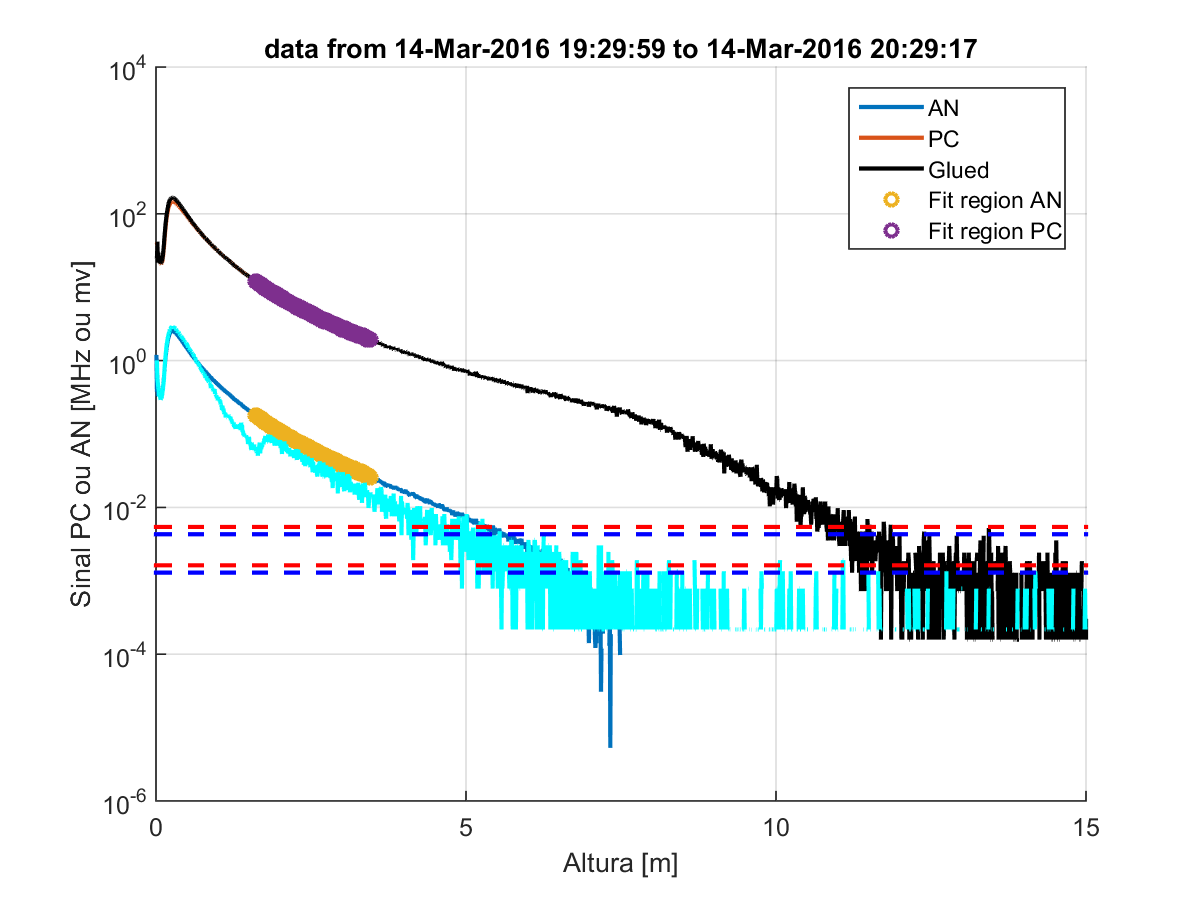 data from 14-Mar-2016 19:29:59 to 14-Mar-2016 20:29:17
AN
PC
Glued
Fit region AN
Fit region PC
Sinal PC ou AN [MHz ou mv]
10^4
10^2
10^0
10^-2
10^-4
10^-6
0 5 10 15
Altura [m]